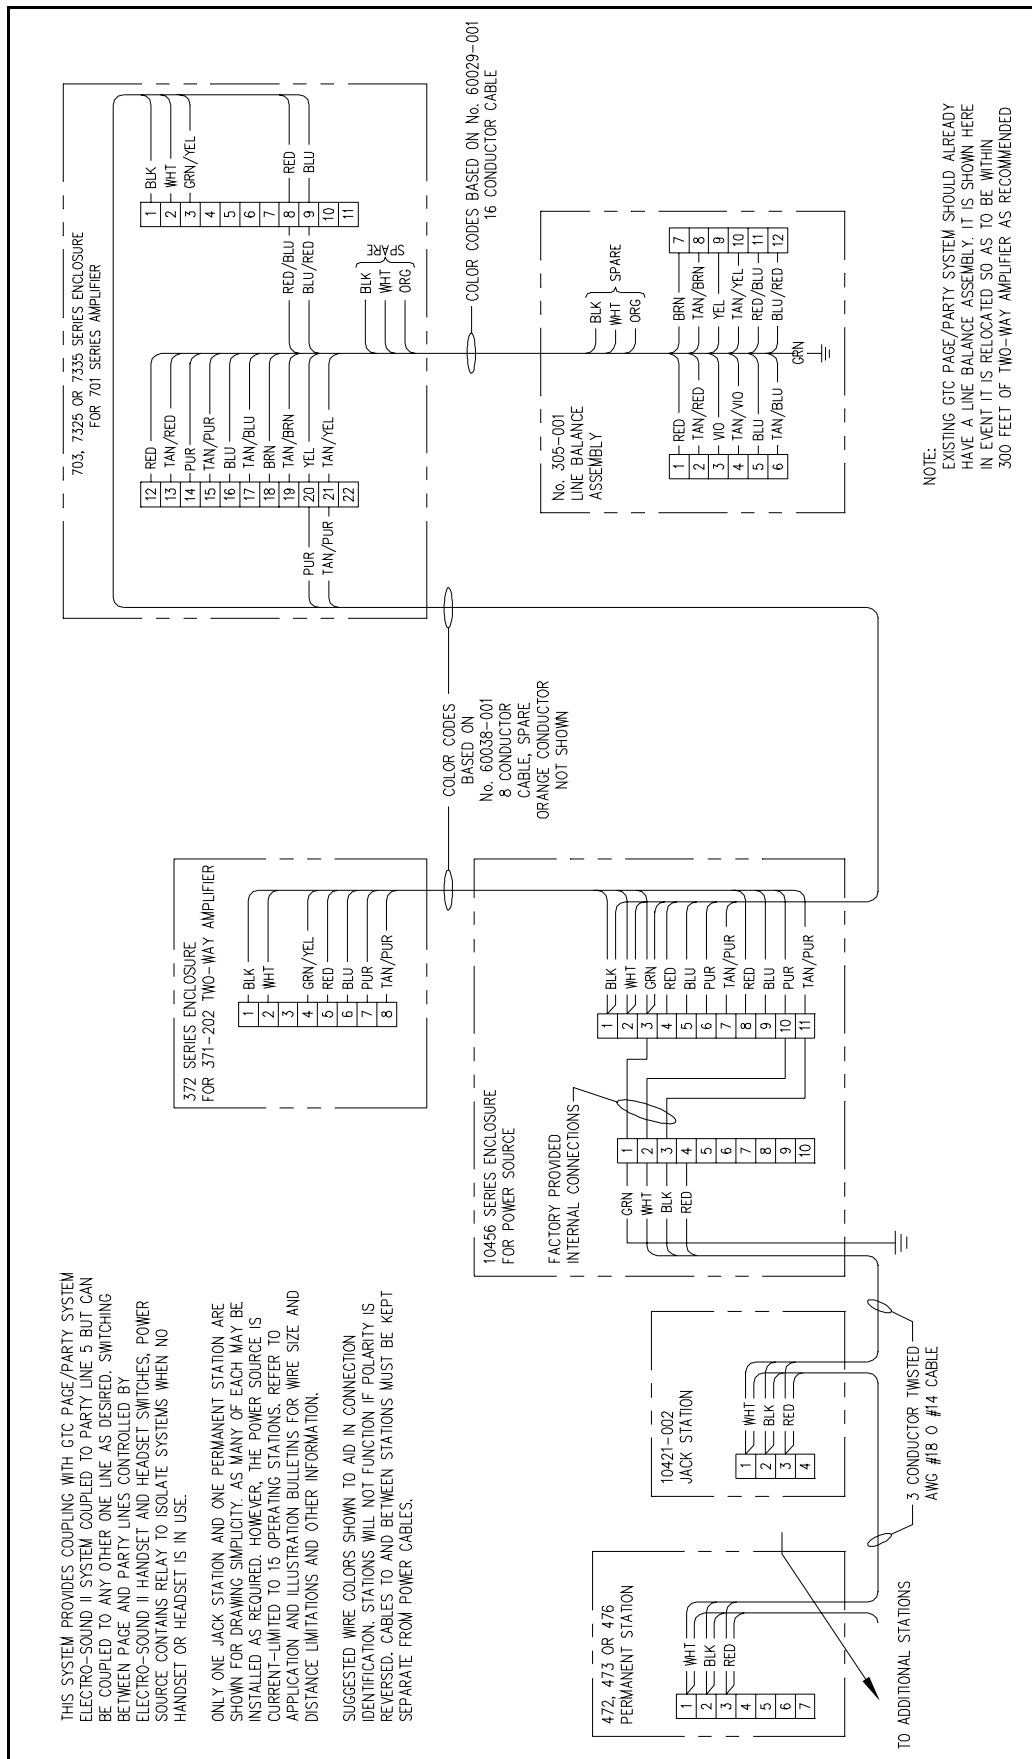 THIS SYSTEM PROVIDES COUPLING WITH GTC PAGE/PARTY SYSTEM
ELECTRO-SOUND II SYSTEM COUPLED TO PARTY LINE 5 BUT CAN
BE COUPLED TO ANY OTHER ONE LINE AS DESIRED. SWITCHING
BETWEEN PAGE AND PARTY LINES CONTROLLED BY
ELECTRO-SOUND II HANDSET AND HEADSET SWITCHES, POWER
SOURCE CONTAINS RELAY TO ISOLATE SYSTEMS WHEN NO
HANDSET OR HEADSET IS IN USE.
ONLY ONE JACK STATION AND ONE PERMANENT STATION ARE
SHOWN FOR DRAWING SIMPLICITY. AS MANY OF EACH MAY BE
INSTALLED AS REQUIRED. HOWEVER, THE POWER SOURCE IS
CURRENT-LIMITED TO 15 OPERATING STATIONS. REFER TO
APPLICATION AND ILLUSTRATION BULLETINS FOR WIRE SIZE AND
DISTANCE LIMITATIONS AND OTHER INFORMATION.
SUGGESTED WIRE COLORS SHOWN TO AID IN CONNECTION
IDENTIFICATION. STATIONS WILL NOT FUNCTION IF POLARITY IS
REVERSED. CABLES TO AND BETWEEN STATIONS MUST BE KEPT
SEPARATE FROM POWER CABLES.
372 SERIES ENCLOSURE
FOR 371-202 TWO-WAY AMPLIFIER
1 BLK
2 WHT
3
4 GRN/YEL
5 RED
6 BLU
7 PUR
8 TAN/PUR
703, 7325 OR 7335 SERIES ENCLOSURE
FOR 701 SERIES AMPLIFIER
12 RED
13 TAN/RED
14 PUR
15 TAN/PUR
16 BLU
17 TAN/BLU
18 BRN
19 TAN/BRN
PUR 20 YEL
TAN/PUR 21 TAN/YEL
22
1 BLK
2 WHT
3 GRN/YEL
4
5
6
7
RED/BLU 8 RED
BLU/RED 9 BLU
10
11
BLK
WHT
ORG
SPARE
COLOR CODES
BASED ON
No. 60038-001
8 CONDUCTOR
CABLE, SPARE
ORANGE CONDUCTOR
NOT SHOWN
COLOR CODES BASED ON No. 60029-001
16 CONDUCTOR CABLE
472, 473 OR 476
PERMANENT STATION
1 WHT
2 BLK
3 RED
4
5
6
7
TO ADDITIONAL STATIONS
10421-002
JACK STATION
1 WHT
2 BLK
3 RED
4
3 CONDUCTOR TWISTED
AWG #18 O #14 CABLE
10456 SERIES ENCLOSURE
FOR POWER SOURCE
FACTORY PROVIDED
INTERNAL CONNECTIONS
GRN 1
WHT 2
BLK 3
RED 4
5
6
7
8
9
10
1 BLK
2 WHT
3 GRN
4 RED
5 BLU
6 PUR
7 TAN/PUR
8 RED
9 BLU
10 PUR
11 TAN/PUR
No. 305-001
LINE BALANCE
ASSEMBLY
BLK
WHT
ORG
SPARE
1 RED
2 TAN/RED
3 VIO
4 TAN/VIO
5 BLU
6 TAN/BLU
BRN 7
TAN/BRN 8
YEL 9
TAN/YEL 10
RED/BLU 11
BLU/RED 12
GRN
NOTE:
EXISTING GTC PAGE/PARTY SYSTEM SHOULD ALREADY
HAVE A LINE BALANCE ASSEMBLY. IT IS SHOWN HERE
IN EVENT IT IS RELOCATED SO AS TO BE WITHIN
300 FEET OF TWO-WAY AMPLIFIER AS RECOMMENDED